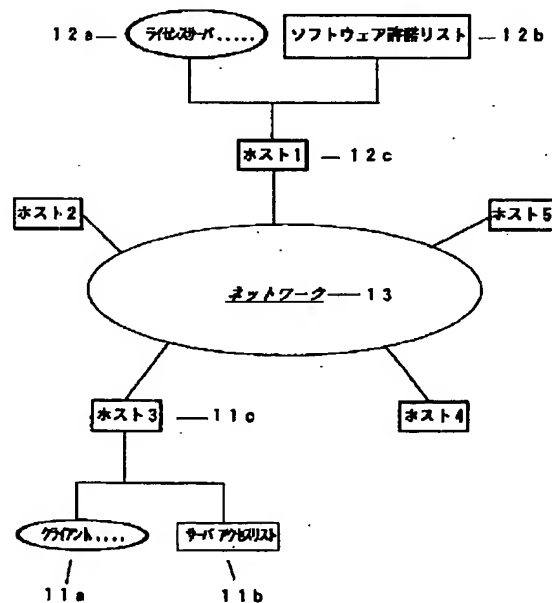 12a ライセンスサーバ..... ソフトウェア許諾リスト 12b
ホスト1 12c
ホスト2 ホスト5
ネットワーク 13
ホスト3 11c ホスト4
クライアント.... サーバ アクセスリスト
11a 11b